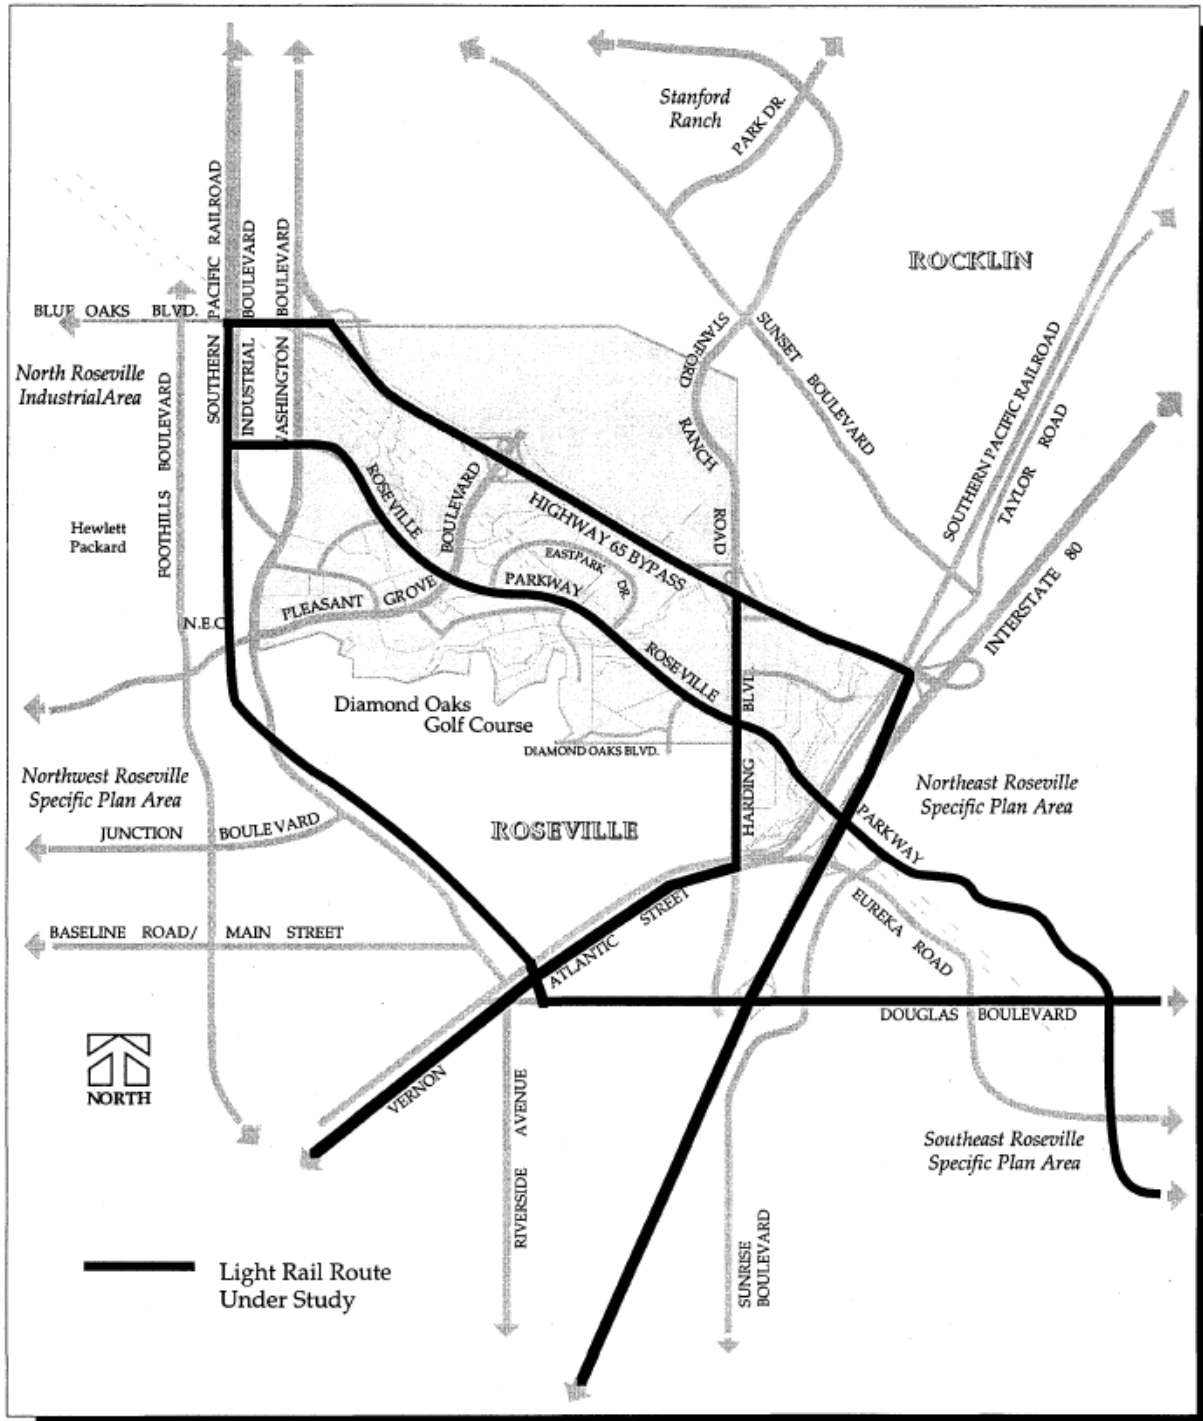 Stanford
Ranch
PARK DR.
ROCKLIN
SOUTHERN PACIFIC RAILROAD
INDUSTRIAL BOULEVARD
WASHINGTON BOULEVARD
BLUE OAKS BLVD.
North Roseville
IndustrialArea
FOOTHILLS BOULEVARD
STANFORD RANCH ROAD
SUNSET BOULEVARD
SOUTHERN PACIFIC RAILROAD
TAYLOR ROAD
INTERSTATE 80
Hewlett
Packard
ROSEVILLE PARKWAY
BOULEVARD
HIGHWAY 65 BYPASS
EASTPARK DR.
PLEASANT GROVE
N.E.C.
ROSEVILLE
Diamond Oaks
Golf Course
DIAMOND OAKS BLVD.
HARDING BLVD.
Northwest Roseville
Specific Plan Area
Northeast Roseville
Specific Plan Area
JUNCTION BOULEVARD
ROSEVILLE
PARKWAY
ATLANTIC STREET
EUREKA ROAD
BASELINE ROAD/ MAIN STREET
DOUGLAS BOULEVARD
NORTH
VERNON
RIVERSIDE AVENUE
Southeast Roseville
Specific Plan Area
SUNRISE
BOULEVARD
Light Rail Route
Under Study